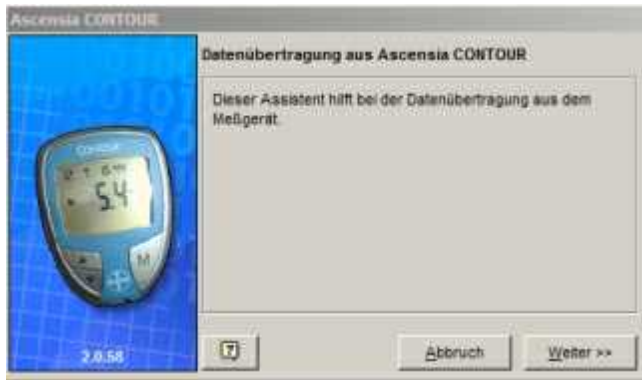 Ascensia CONTOUR
Datenübertragung aus Ascensia CONTOUR
Dieser Assistent hilft bei der Datenübertragung aus dem
Meßgerät.
Contour
5.4
M
2.0.58
?
Abbruch
Weiter >>